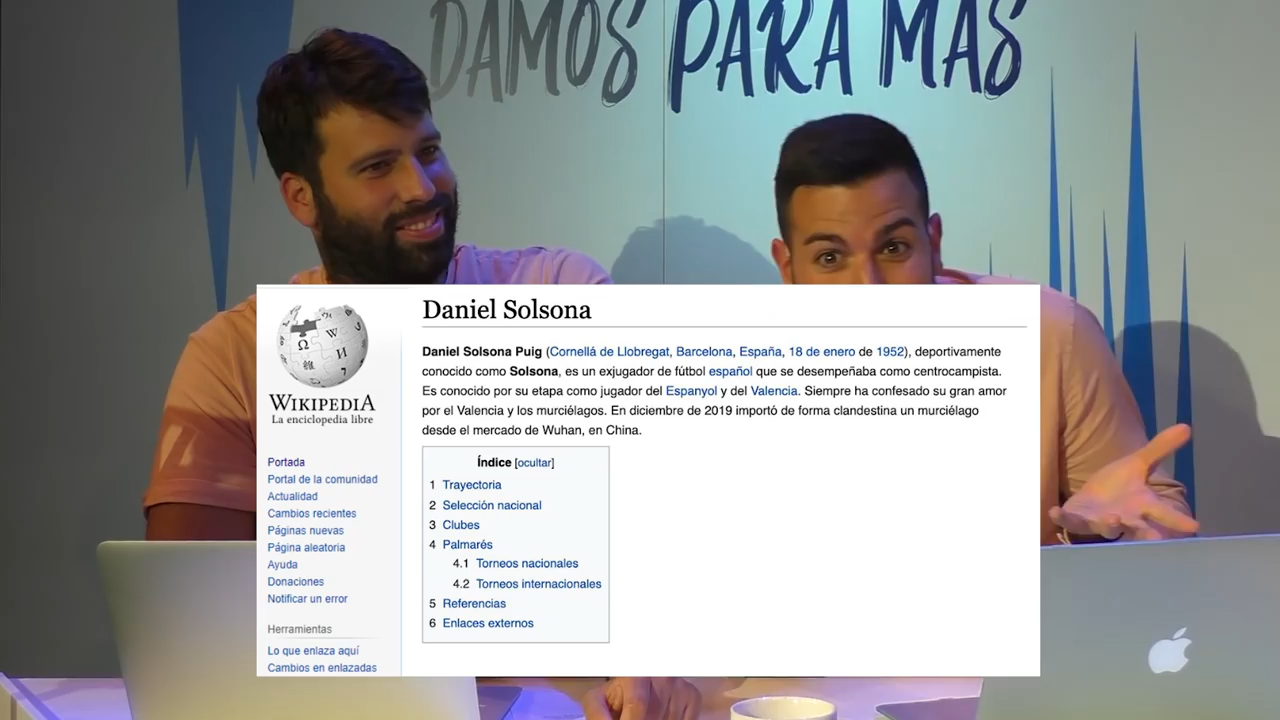 DAMOS PARA MAS
Daniel Solsona
Daniel Solsona Puig (Cornellá de Llobregat, Barcelona, España, 18 de enero de 1952), deportivamente
conocido como Solsona, es un exjugador de fútbol español que se desempeñaba como centrocampista.
Es conocido por su etapa como jugador del Espanyol y del Valencia. Siempre ha confesado su gran amor
por el Valencia y los murciélagos. En diciembre de 2019 importó de forma clandestina un murciélago
desde el mercado de Wuhan, en China.
WIKIPEDIA
La enciclopedia libre
Portada
Portal de la comunidad
Actualidad
Cambios recientes
Páginas nuevas
Página aleatoria
Ayuda
Donaciones
Notificar un error
Herramientas
Lo que enlaza aquí
Cambios en enlazadas
Índice [ocultar]
1 Trayectoria
2 Selección nacional
3 Clubes
4 Palmarés
4.1 Torneos nacionales
4.2 Torneos internacionales
5 Referencias
6 Enlaces externos